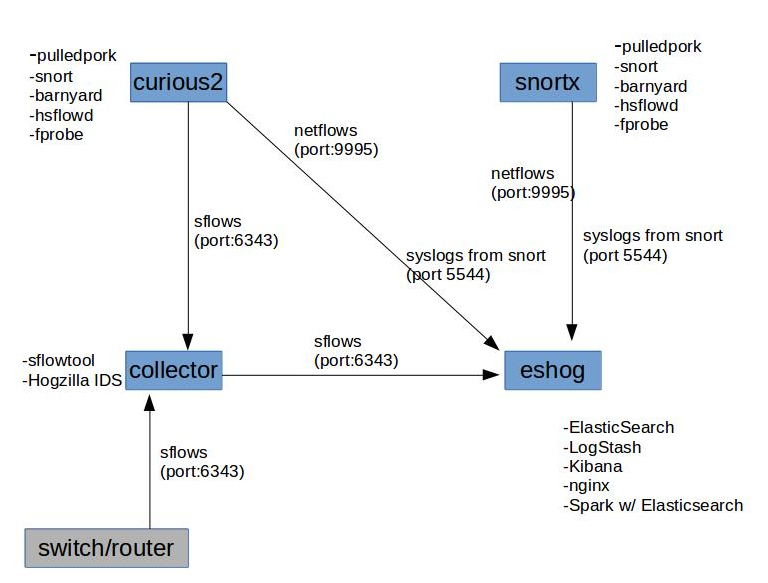 -pulledpork
-snort
-barnyard
-hsflowd
-fprobe
curious2
snortx
-pulledpork
-snort
-barnyard
-hsflowd
-fprobe
netflows
(port:9995)
netflows
(port:9995)
sflows
(port:6343)
syslogs from snort
(port 5544)
syslogs from snort
(port 5544)
-sflowtool
-Hogzilla IDS
collector
sflows
(port:6343)
eshog
sflows
(port:6343)
-ElasticSearch
-LogStash
-Kibana
-nginx
-Spark w/ Elasticsearch
switch/router